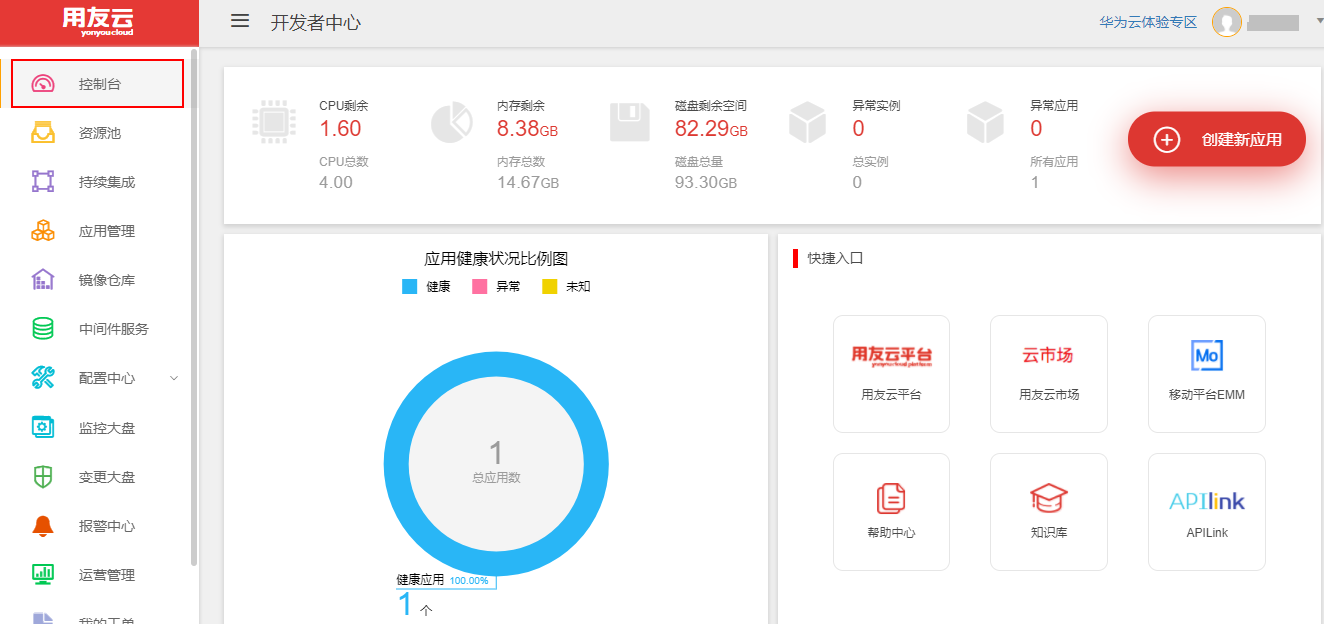 用友云
yonyoucloud
开发者中心
华为云体验专区
控制台
资源池
持续集成
应用管理
镜像仓库
中间件服务
配置中心
监控大盘
变更大盘
报警中心
运营管理
我的工单
CPU剩余
1.60
CPU总数
4.00
内存剩余
8.38GB
内存总数
14.67GB
磁盘剩余空间
82.29GB
磁盘总量
93.30GB
异常实例
0
总实例
0
异常应用
0
所有应用
1
创建新应用
应用健康状况比例图
健康 异常 未知
1
总应用数
健康应用 100.00%
1 个
快捷入口
用友云平台
yonyoucloud platform
用友云平台
云市场
用友云市场
Mo
移动平台EMM
帮助中心
知识库
APILink
APILink